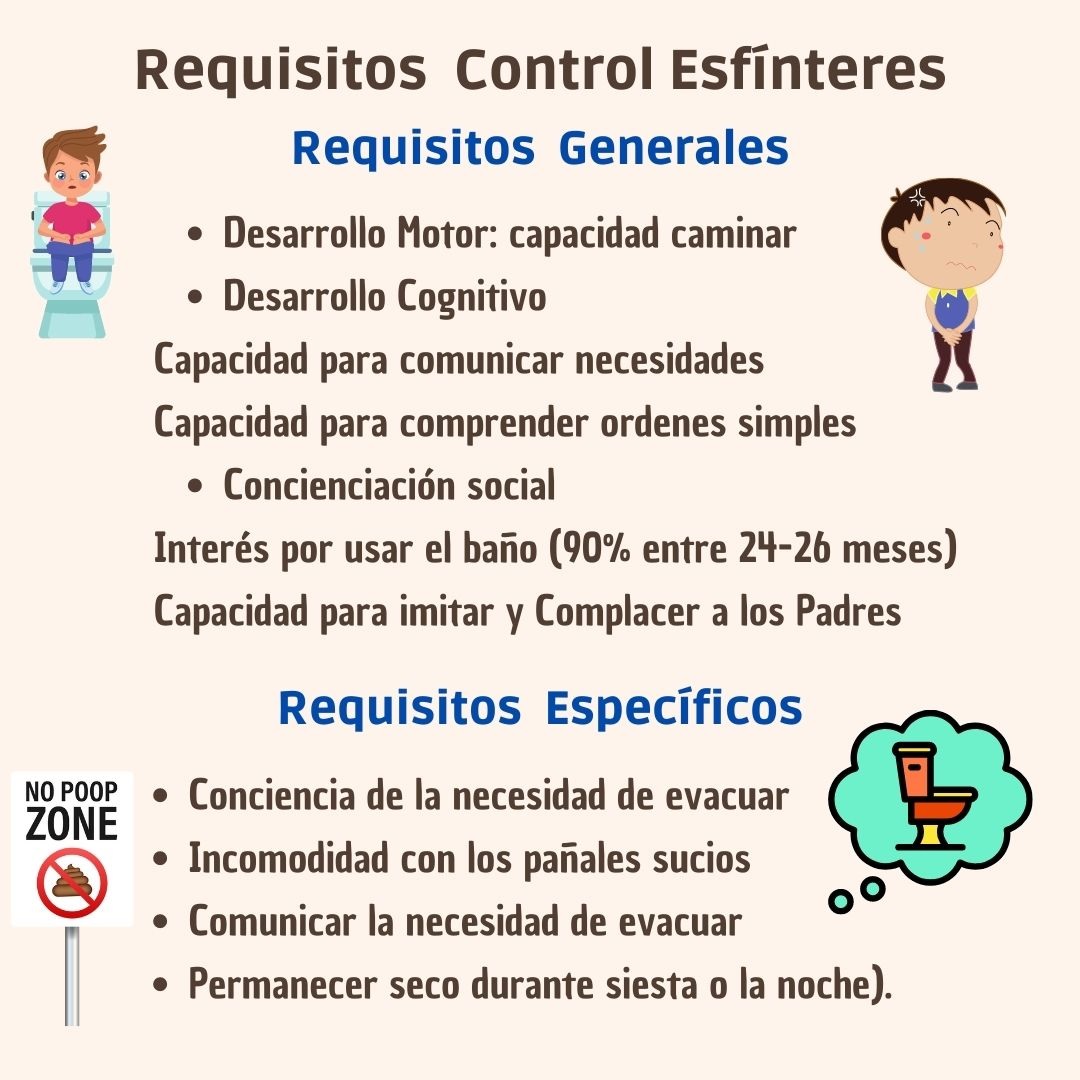 Requisitos Control Esfínteres
Requisitos Generales
• Desarrollo Motor: capacidad caminar
• Desarrollo Cognitivo
Capacidad para comunicar necesidades
Capacidad para comprender ordenes simples
• Concienciación social
Interés por usar el baño (90% entre 24-26 meses)
Capacidad para imitar y Complacer a los Padres
Requisitos Específicos
NO POOP
ZONE
• Conciencia de la necesidad de evacuar
• Incomodidad con los pañales sucios
• Comunicar la necesidad de evacuar
• Permanecer seco durante siesta o la noche).